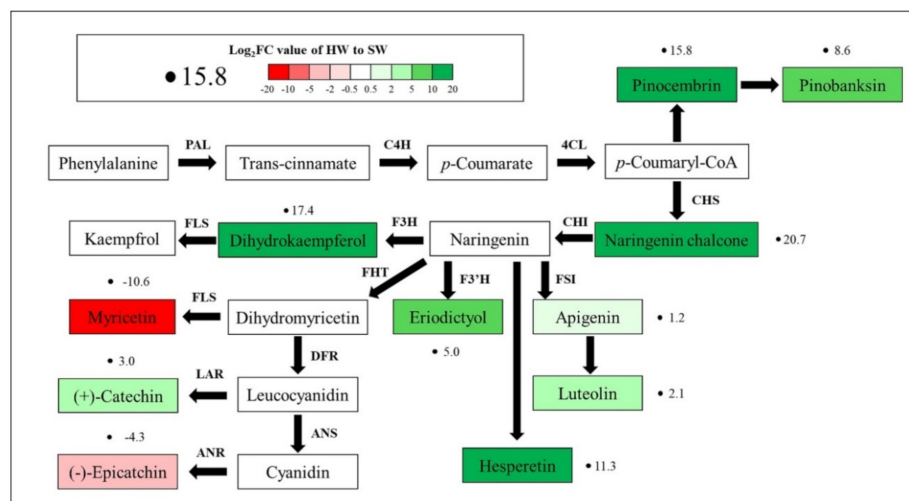 Log₂FC value of HW to SW
● 15.8
-20 -10 -5 -2 -0.5 0.5 2 5 10 20
● 15.8
● 8.6
Pinocembrin
Pinobanksin
PAL
C4H
4CL
Phenylalanine
Trans-cinnamate
p-Coumarate
p-Coumaryl-CoA
CHS
● 17.4
FLS
F3H
CHI
Kaempfrol
Dihydrokaempferol
Naringenin
Naringenin chalcone
● 20.7
FHT
F3'H
FSI
● -10.6
FLS
Myricetin
Dihydromyricetin
Eriodictyol
Apigenin
● 1.2
● 5.0
DFR
● 3.0
LAR
(+)-Catechin
Leucocyanidin
Luteolin
● 2.1
ANS
● -4.3
ANR
(-)-Epicatchin
Cyanidin
Hesperetin
● 11.3